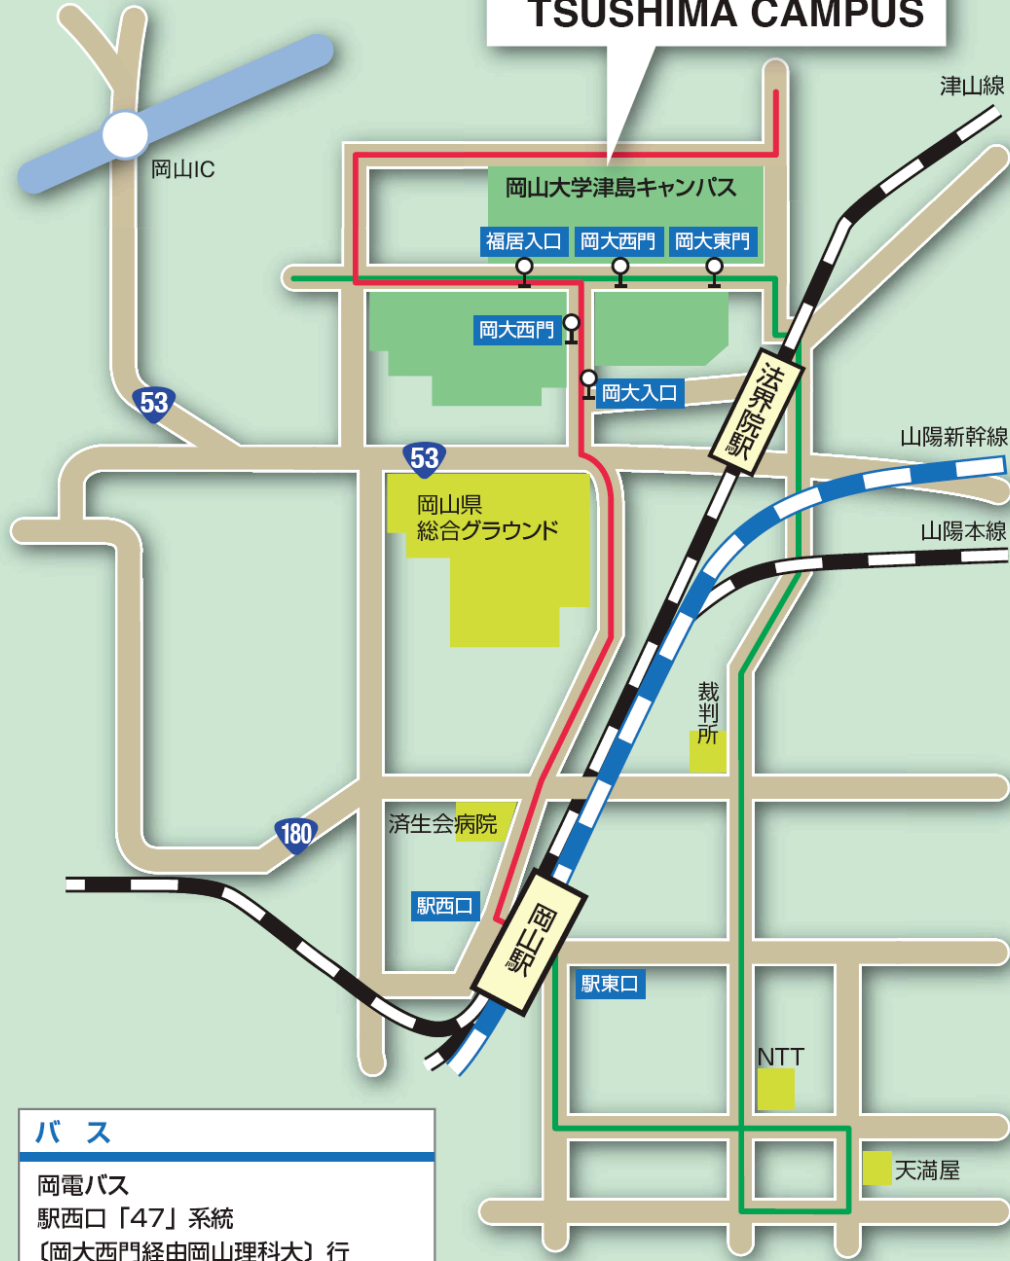 TSUSHIMA CAMPUS
津山線
岡山IC
岡山大学津島キャンパス
福居入口
岡大西門
岡大東門
岡大西門
岡大入口
法界院駅
53
53
山陽新幹線
岡山県
総合グラウンド
山陽本線
裁判所
済生会病院
180
駅西口
岡山駅
駅東口
NTT
天満屋
バス
岡電バス
駅西口「47」系統
〔岡大西門経由岡山理科大〕行